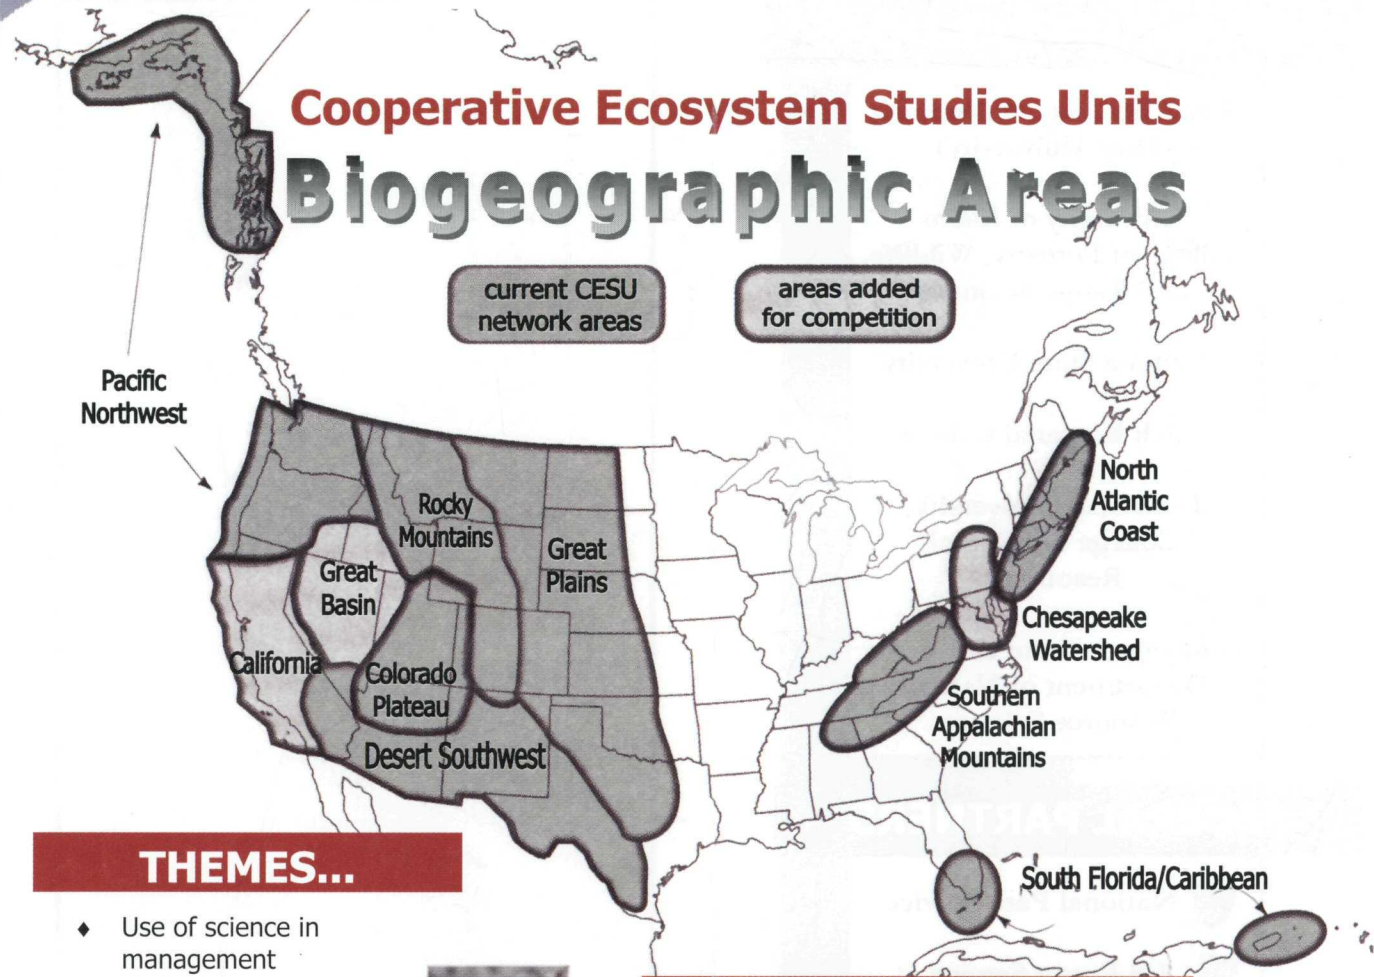 Cooperative Ecosystem Studies Units
Biogeographic Areas
current CESU
network areas
areas added
for competition
Pacific
Northwest
Rocky
Mountains
Great
Plains
Great
Basin
California
Colorado
Plateau
Desert Southwest
North
Atlantic
Coast
Chesapeake
Watershed
Southern
Appalachian
Mountains
South Florida/Caribbean
THEMES...
♦ Use of science in
management